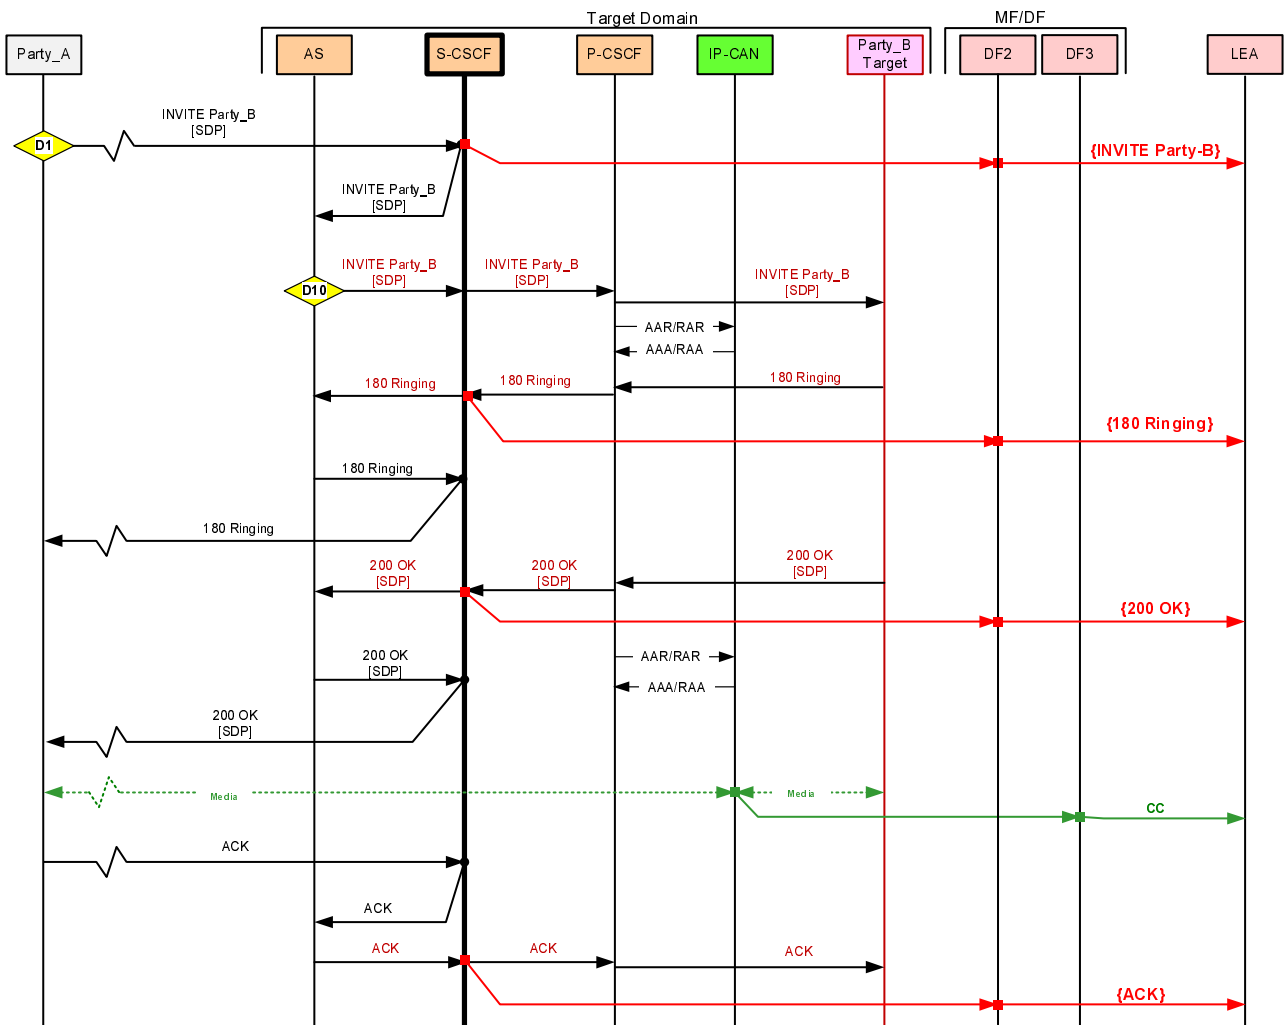 Target Domain
MF/DF
Party_A
AS
S-CSCF
P-CSCF
IP-CAN
Party_B
Target
DF2
DF3
LEA
INVITE Party_B
[SDP]
D1
{INVITE Party-B}
INVITE Party_B
[SDP]
INVITE Party_B
[SDP]
INVITE Party_B
[SDP]
INVITE Party_B
[SDP]
D10
AAR/RAR
AAA/RAA
180 Ringing
180 Ringing
180 Ringing
{180 Ringing}
180 Ringing
180 Ringing
200 OK
[SDP]
200 OK
[SDP]
200 OK
[SDP]
{200 OK}
200 OK
[SDP]
AAR/RAR
AAA/RAA
200 OK
[SDP]
Media
Media
CC
ACK
ACK
ACK
ACK
ACK
{ACK}